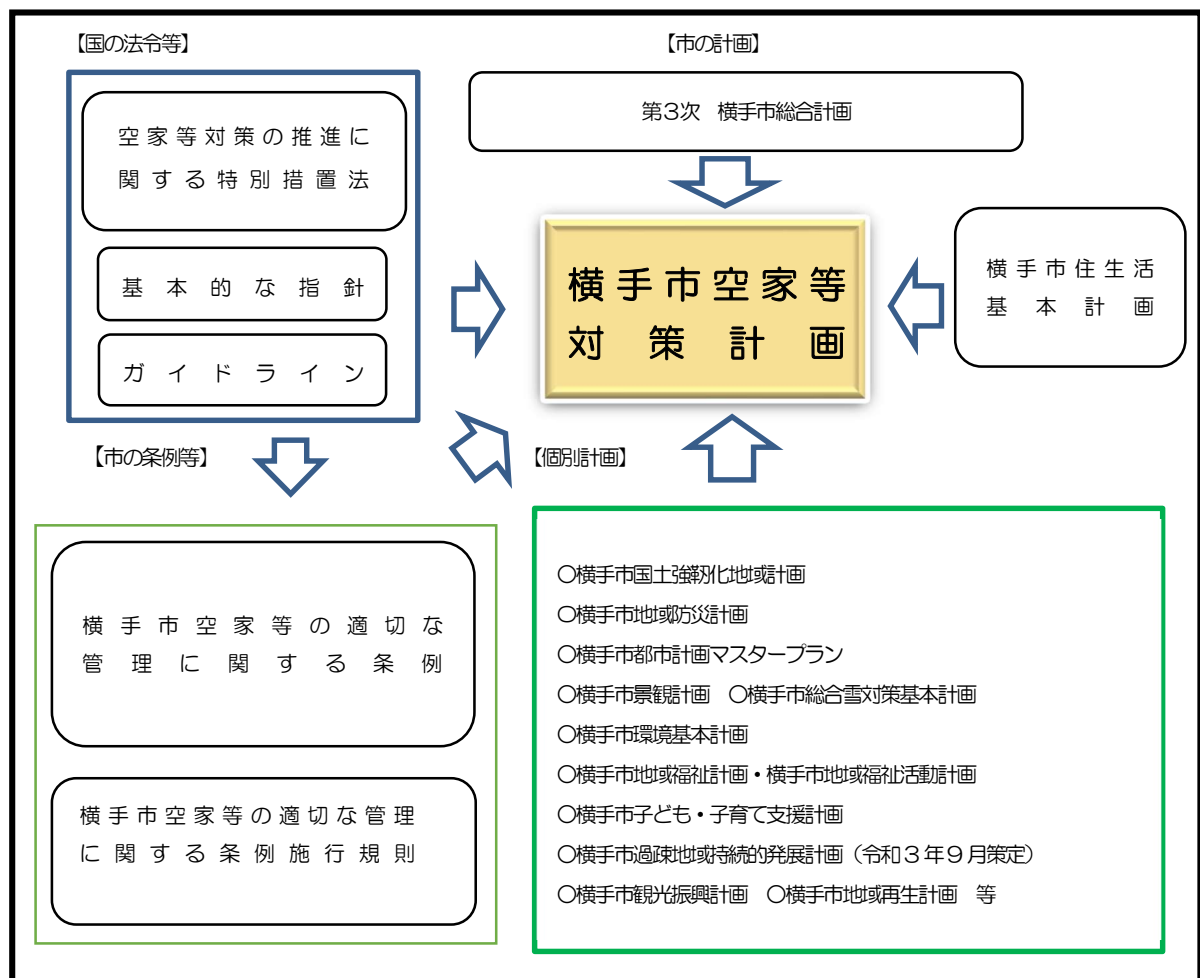 【国の法令等】
空家等対策の推進に
関する特別措置法
基本的な指針
ガイドライン
【市の計画】
第3次　横手市総合計画
横手市空家等
対策計画
横手市住生活
基本計画
【市の条例等】
横手市空家等の適切な
管理に関する条例
横手市空家等の適切な管理
に関する条例施行規則
【個別計画】
〇横手市国土強靭化地域計画
〇横手市地域防災計画
〇横手市都市計画マスタープラン
〇横手市景観計画　〇横手市総合雪対策基本計画
〇横手市環境基本計画
〇横手市地域福祉計画・横手市地域福祉活動計画
〇横手市子ども・子育て支援計画
〇横手市過疎地域持続的発展計画（令和３年９月策定）
〇横手市観光振興計画　〇横手市地域再生計画　等